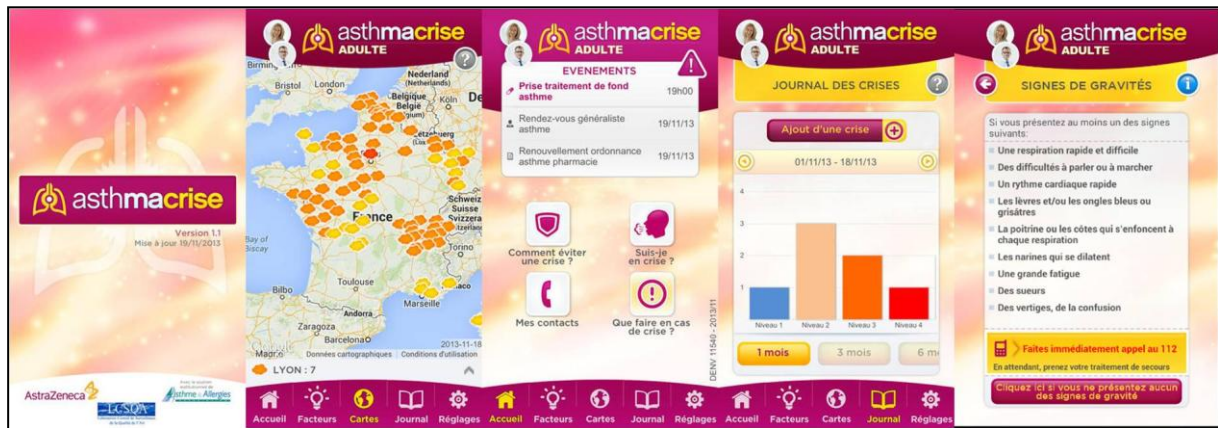 asthmacrise
Version 1.1
Mise à jour 19/11/2013
AstraZeneca
LCSQA
Avec le soutien
institutionnel de
Asthme & Allergies
asthmacrise
ADULTE
?
Nederland
(Netherlands)
Bristol
London
Belgique
België
Köln
France
Schweiz
Suisse
Svizzera
Bay of
Biscay
Torino
Toulouse
Bilbo
Marseille
Andorra
Zaragoza
Barcelona
2013-11-18
Données cartographiques
Conditions d'utilisation
LYON : 7
Accueil
Facteurs
Cartes
Journal
Réglages
asthmacrise
ADULTE
EVENEMENTS
Prise traitement de fond
asthme
19h00
Rendez-vous généraliste
asthme
19/11/13
Renouvellement ordonnance
asthme pharmacie
19/11/13
Comment éviter
une crise ?
Suis-je
en crise ?
Mes contacts
Que faire en cas
de crise ?
DENV 11540 - 2013/11
Accueil
Facteurs
Cartes
Journal
Réglages
asthmacrise
ADULTE
JOURNAL DES CRISES
?
Ajout d'une crise
01/11/13 - 18/11/13
4
3
2
1
Niveau 1
Niveau 2
Niveau 3
Niveau 4
1 mois
3 mois
Accueil
Facteurs
Cartes
Journal
Réglages
asthmacrise
ADULTE
SIGNES DE GRAVITÉS
i
Si vous présentez au moins un des signes
suivants:
Une respiration rapide et difficile
Des difficultés à parler ou à marcher
Un rythme cardiaque rapide
Les lèvres et/ou les ongles bleus ou
grisâtres
La poitrine ou les côtes qui s'enfoncent à
chaque respiration
Les narines qui se dilatent
Une grande fatigue
Des sueurs
Des vertiges, de la confusion
Faites immédiatement appel au 112
En attendant, prenez votre traitement de secours
Cliquez ici si vous ne présentez aucun
des signes de gravité